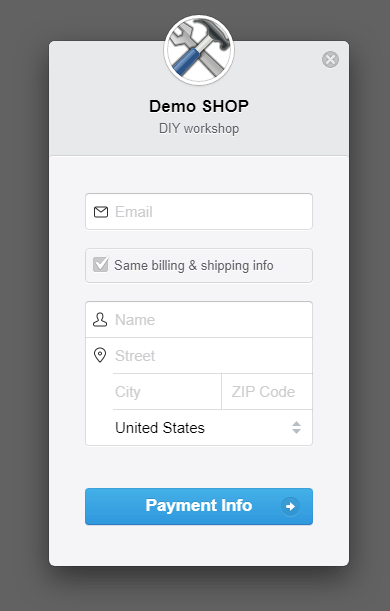 Demo SHOP
DIY workshop
Email
Same billing & shipping info
Name
Street
City ZIP Code
United States
Payment Info